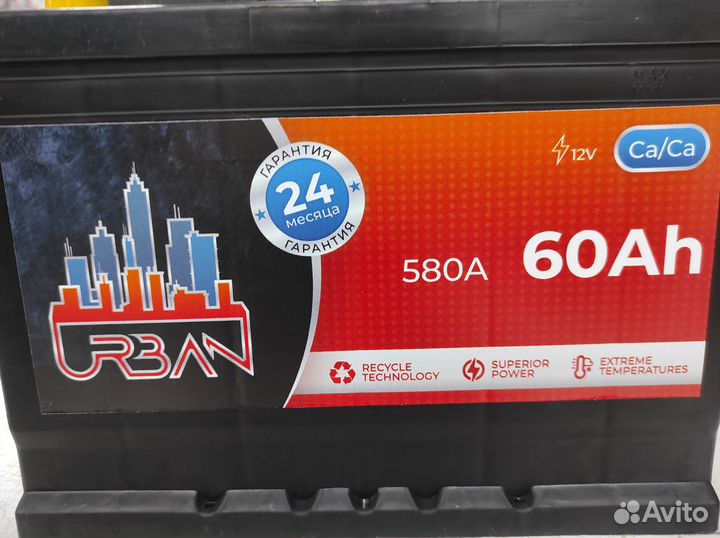 MAX
ГАРАНТИЯ
24
месяца
ГАРАНТИЯ
12V
Ca/Ca
580A
60Ah
URBAN
RECYCLE
TECHNOLOGY
SUPERIOR
POWER
EXTREME
TEMPERATURES
Avito